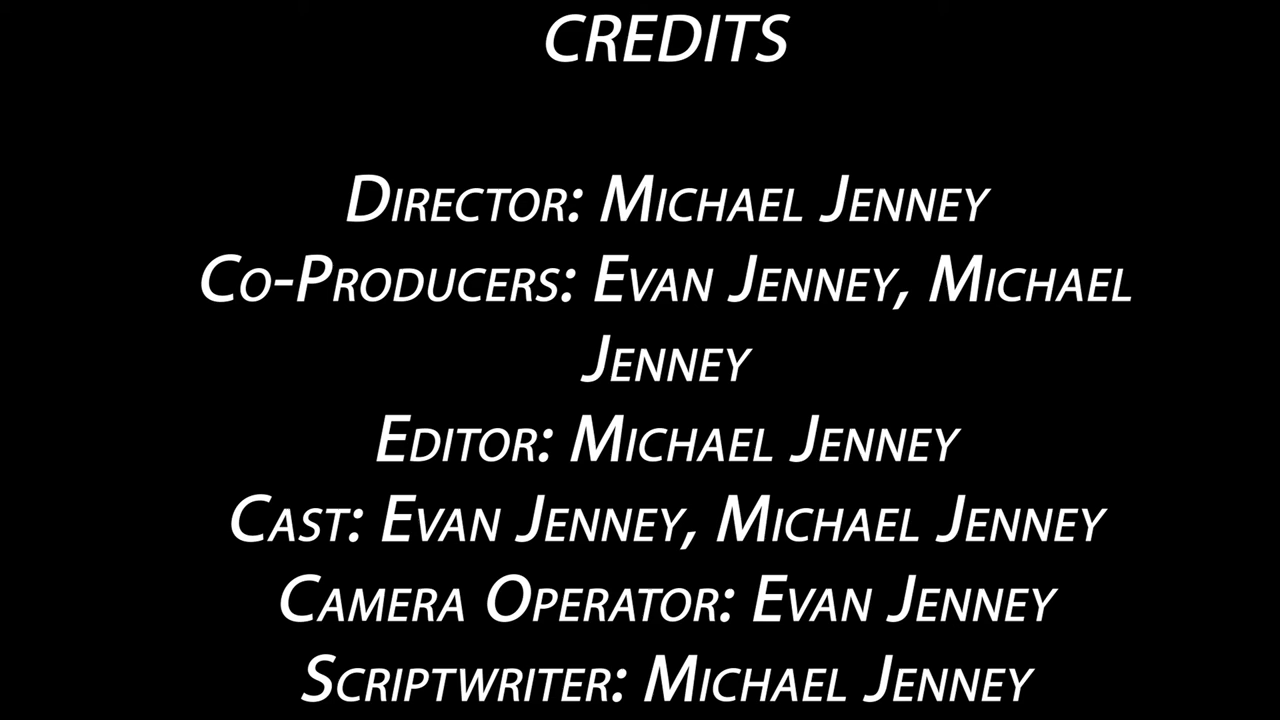 CREDITS
Director: Michael Jenney
Co-Producers: Evan Jenney, Michael
Jenney
Editor: Michael Jenney
Cast: Evan Jenney, Michael Jenney
Camera Operator: Evan Jenney
Scriptwriter: Michael Jenney